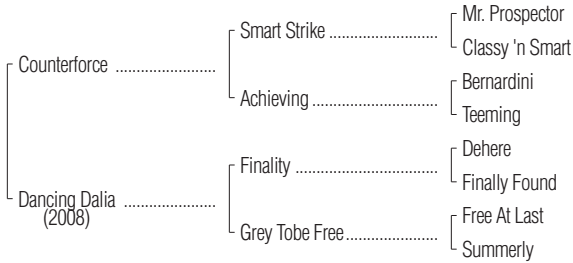 Mr. Prospector
Smart Strike ............................
Classy 'n Smart
Counterforce .........................
Bernardini
Achieving ................................
Teeming
Dehere
Finality ....................................
Finally Found
Dancing Dalia .......................
(2008)
Free At Last
Grey Tobe Free .......................
Summerly